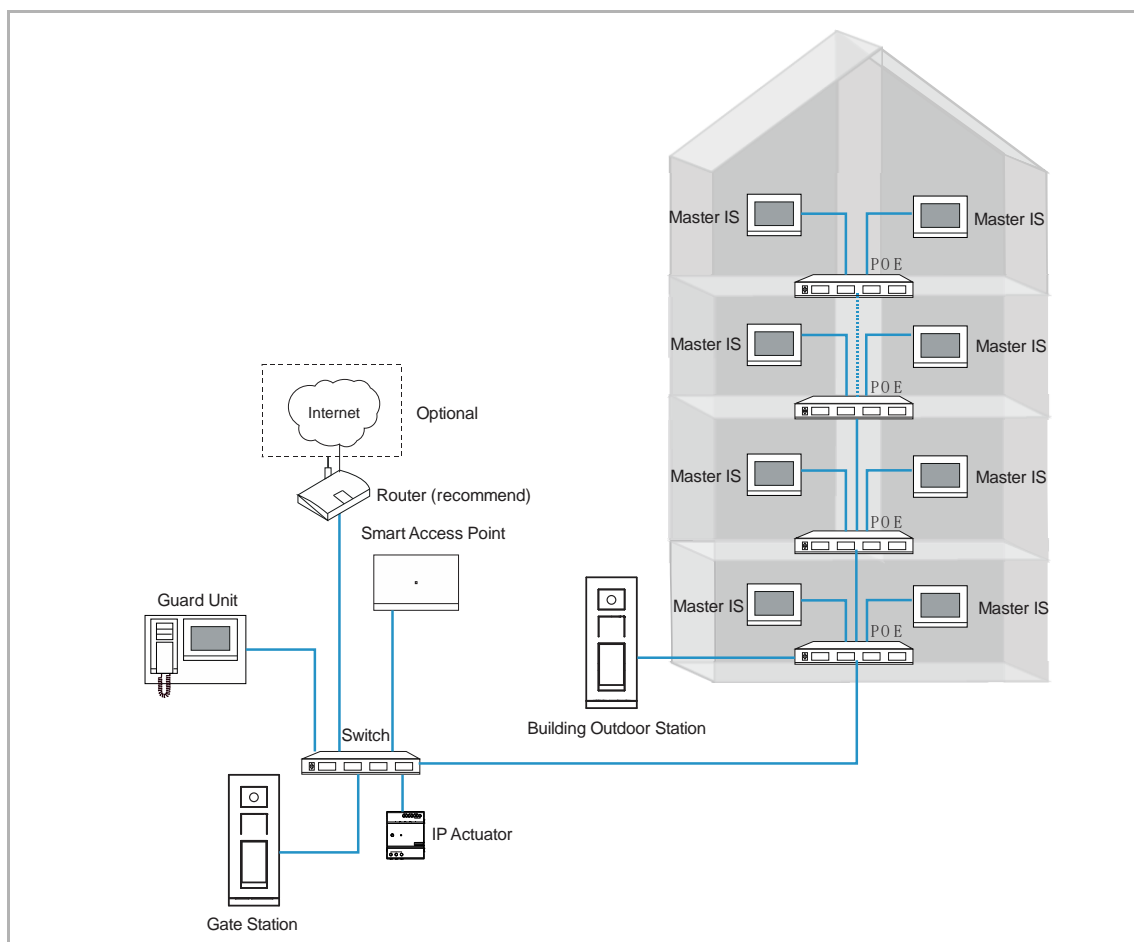 Master IS
Master IS
POE
Master IS
Master IS
POE
Internet
Optional
Master IS
Master IS
Router (recommend)
POE
Smart Access Point
Guard Unit
Master IS
Master IS
POE
Building Outdoor Station
Switch
IP Actuator
Gate Station